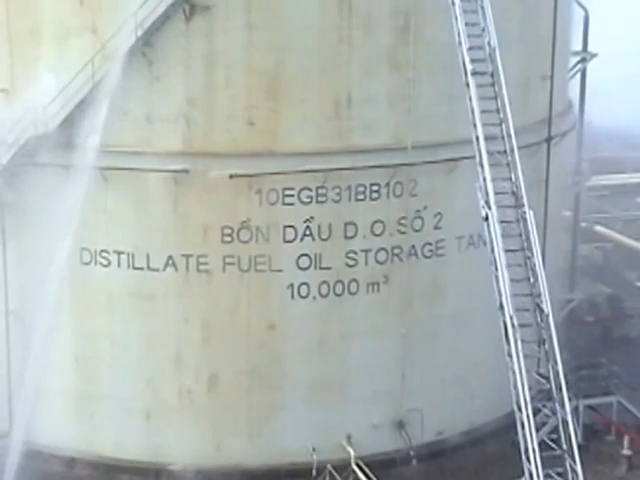 10EGB31BB102
BỒN DẦU D.O.SỐ 2
DISTILLATE FUEL OIL STORAGE TAN
10,000 m³